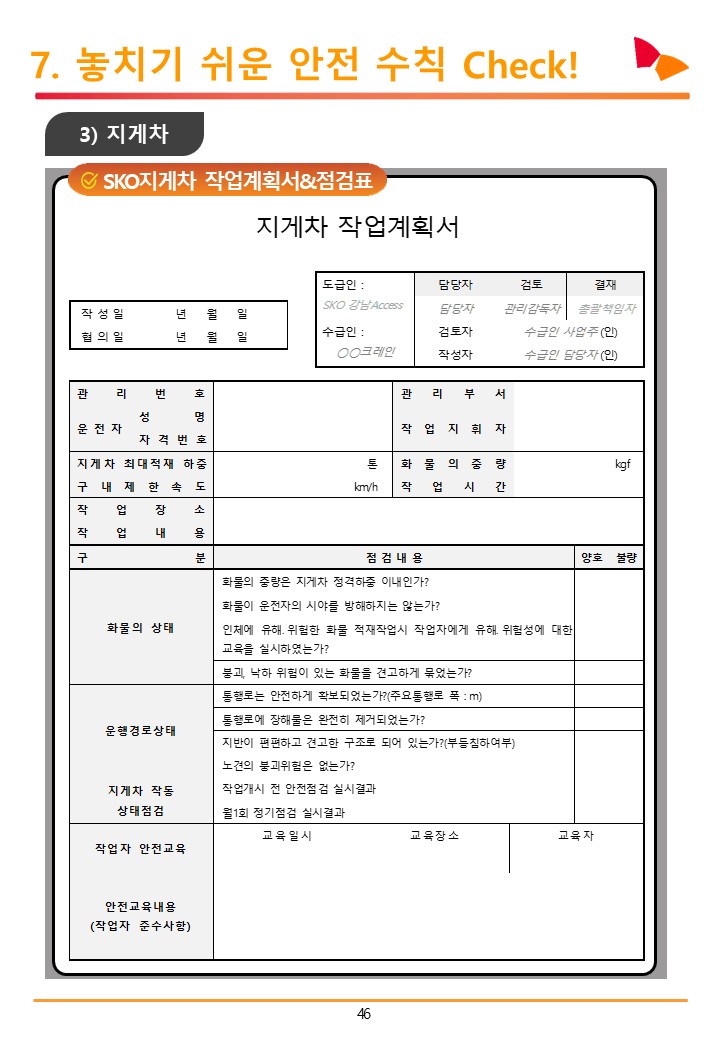 7. 놓치기 쉬운 안전 수칙 Check!
3) 지게차
SKO지게차 작업계획서&점검표
지게차 작업계획서
작 성 일 년 월 일
협 의 일 년 월 일
도급인 : 담당자 검토 결재
SKO 강남Access 담당자 관리감독자 총괄책임자
수급인 : 검토자 수급인 사업주 (인)
○○크레인 작성자 수급인 담당자 (인)
관 리 번 호 관 리 부 서
운 전 자 성 명 작 업 지 휘 자
자 격 번 호
지게차 최대적재 하중 톤 화 물 의 중 량 kgf
구 내 제 한 속 도 km/h 작 업 시 간
작 업 장 소
작 업 내 용
구 분 점 검 내 용 양호 불량
화물의 상태
화물의 중량은 지게차 정격하중 이내인가?
화물이 운전자의 시야를 방해하지는 않는가?
인체에 유해.위험한 화물 적재작업시 작업자에게 유해.위험성에 대한
교육을 실시하였는가?
붕괴, 낙하 위험이 있는 화물을 견고하게 묶었는가?
운행경로상태
통행로는 안전하게 확보되었는가?(주요통행로 폭 : m)
통행로에 장해물은 완전히 제거되었는가?
지반이 편편하고 견고한 구조로 되어 있는가?(부등침하여부)
노견의 붕괴위험은 없는가?
지게차 작동
상태점검
작업개시 전 안전점검 실시결과
월1회 정기점검 실시결과
작업자 안전교육 교육일시 교육장소 교육자
안전교육내용
(작업자 준수사항)
46